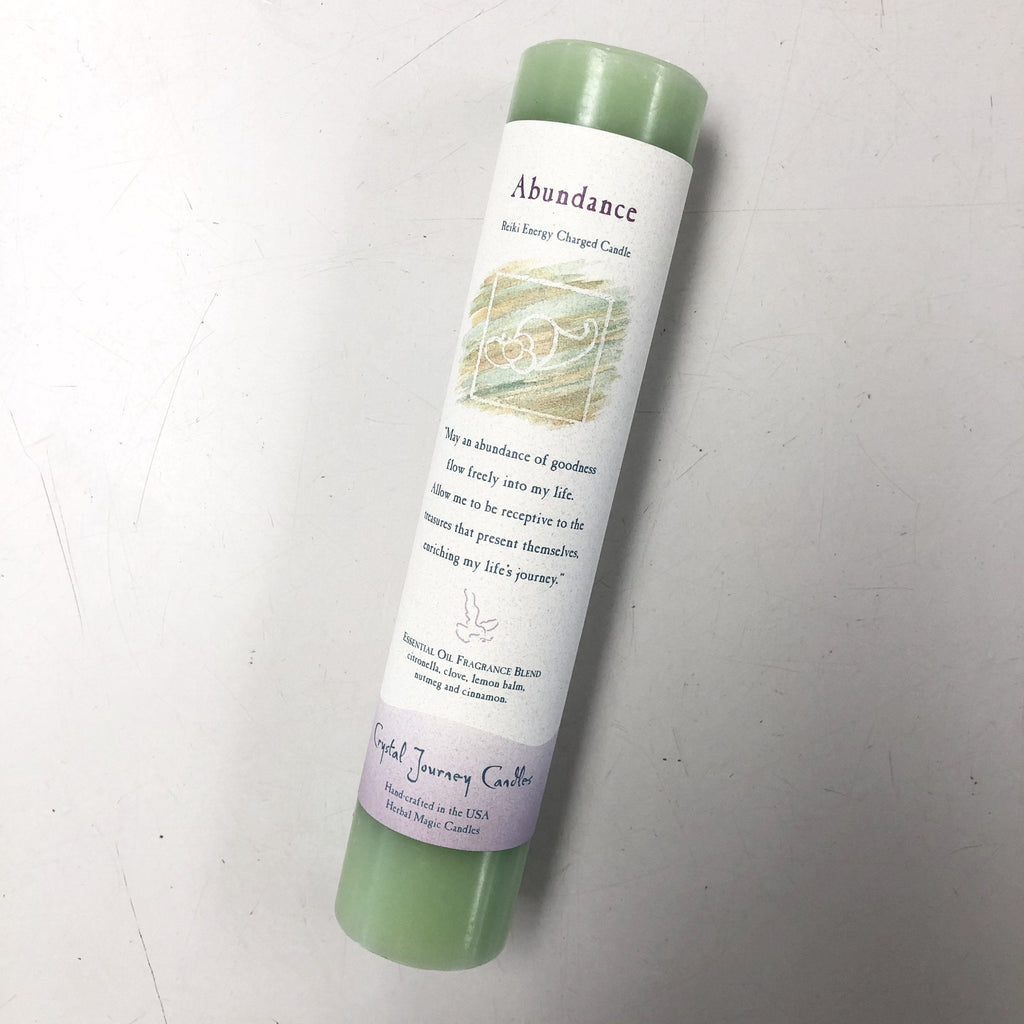 Abundance
Reiki Energy Charged Candle
"May an abundance of goodness
flow freely into my life.
Allow me to be receptive to the
treasures that present themselves,
enriching my life's journey."
Essential Oil Fragrance Blend
citronella, clove, lemon balm,
nutmeg and cinnamon.
Crystal Journey Candles
Hand-crafted in the USA
Herbal Magic Candles